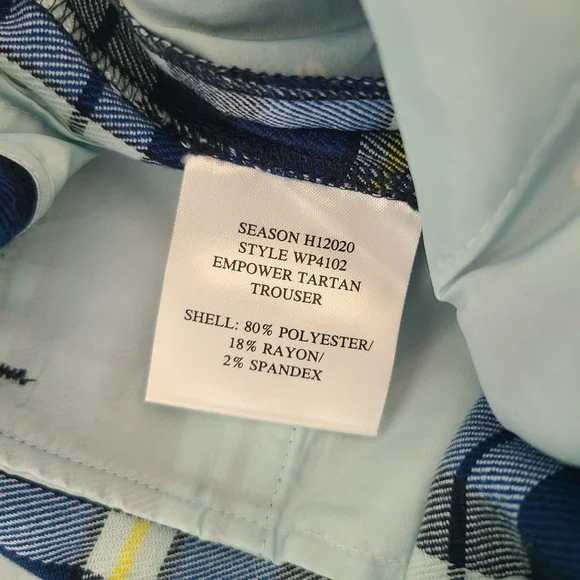 SEASON H12020
STYLE WP4102
EMPOWER TARTAN
TROUSER
SHELL: 80% POLYESTER/
18% RAYON/
2% SPANDEX